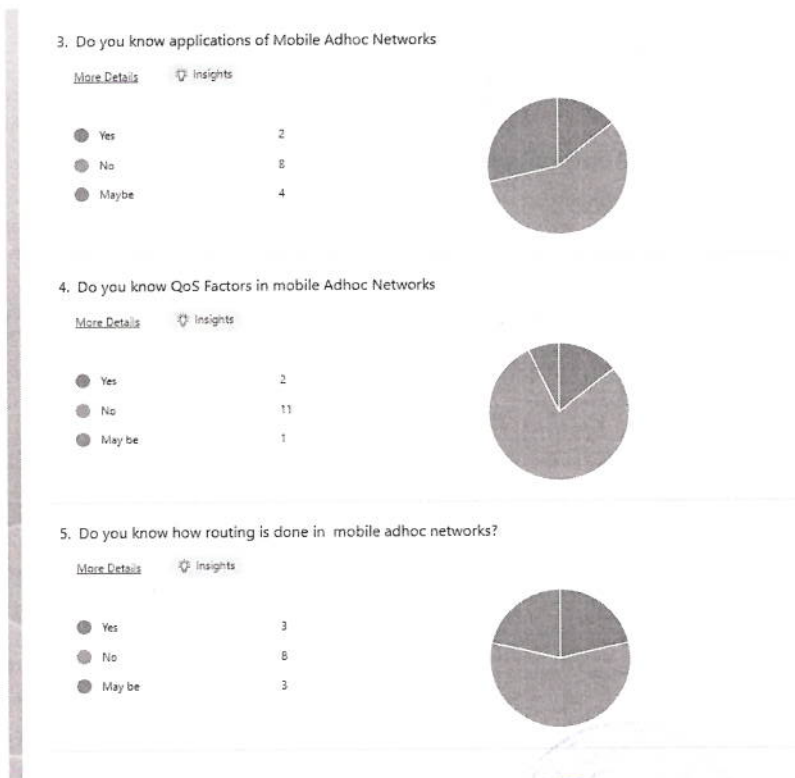 3. Do you know applications of Mobile Adhoc Networks
More Details Insights
Yes 2
No 8
Maybe 4
4. Do you know QoS Factors in mobile Adhoc Networks
More Details Insights
Yes 2
No 11
May be 1
5. Do you know how routing is done in mobile adhoc networks?
More Details Insights
Yes 3
No 8
May be 3